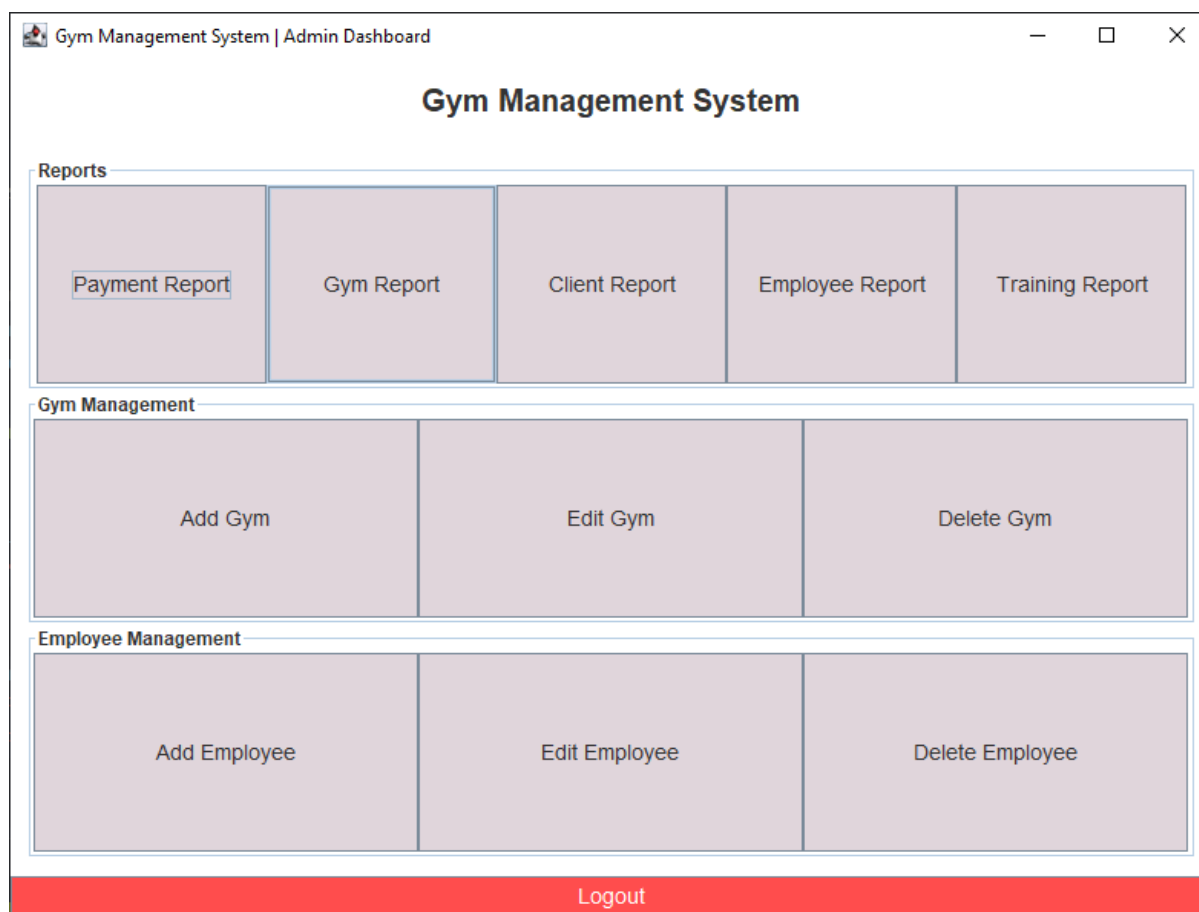 Gym Management System | Admin Dashboard
Gym Management System
Reports
Payment Report
Gym Report
Client Report
Employee Report
Training Report
Gym Management
Add Gym
Edit Gym
Delete Gym
Employee Management
Add Employee
Edit Employee
Delete Employee
Logout